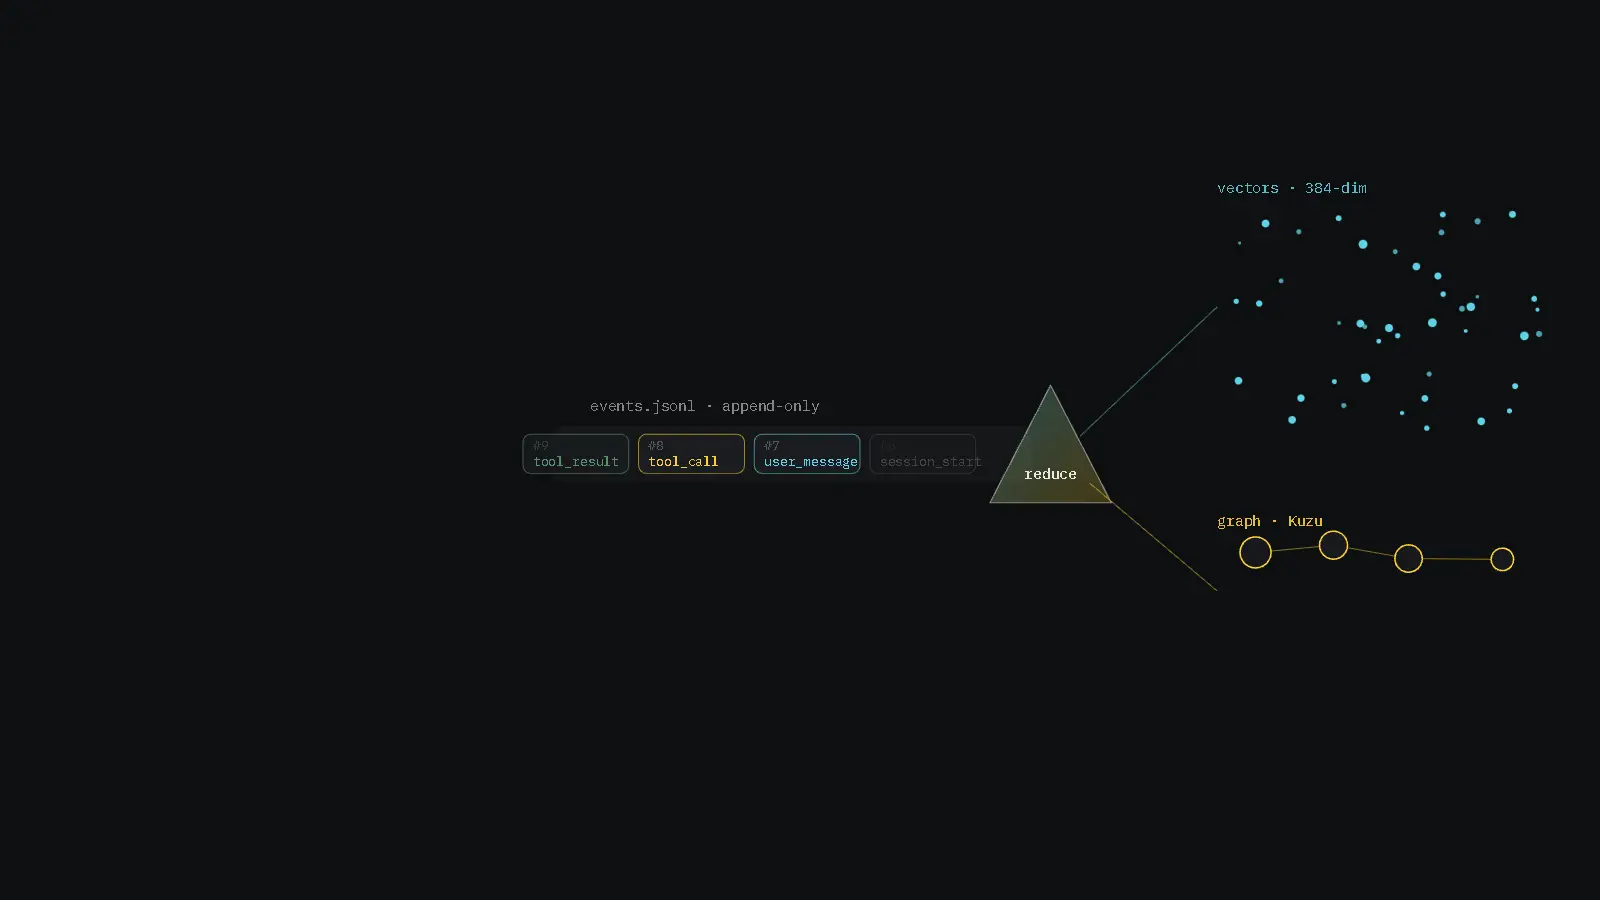 vectors · 384-dim
events.jsonl · append-only
#9
tool_result
#8
tool_call
#7
user_message
session_start
reduce
graph · Kuzu